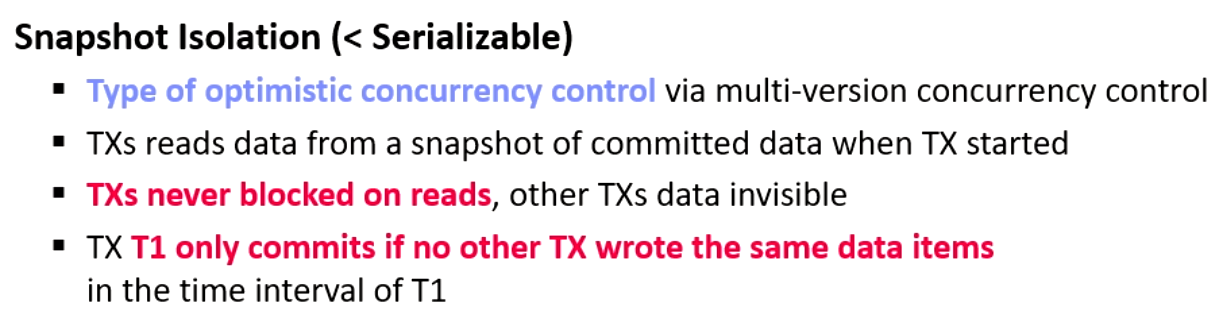 Snapshot Isolation (< Serializable)
▪ Type of optimistic concurrency control via multi-version concurrency control
▪ TXs reads data from a snapshot of committed data when TX started
▪ TXs never blocked on reads, other TXs data invisible
▪ TX T1 only commits if no other TX wrote the same data items
in the time interval of T1